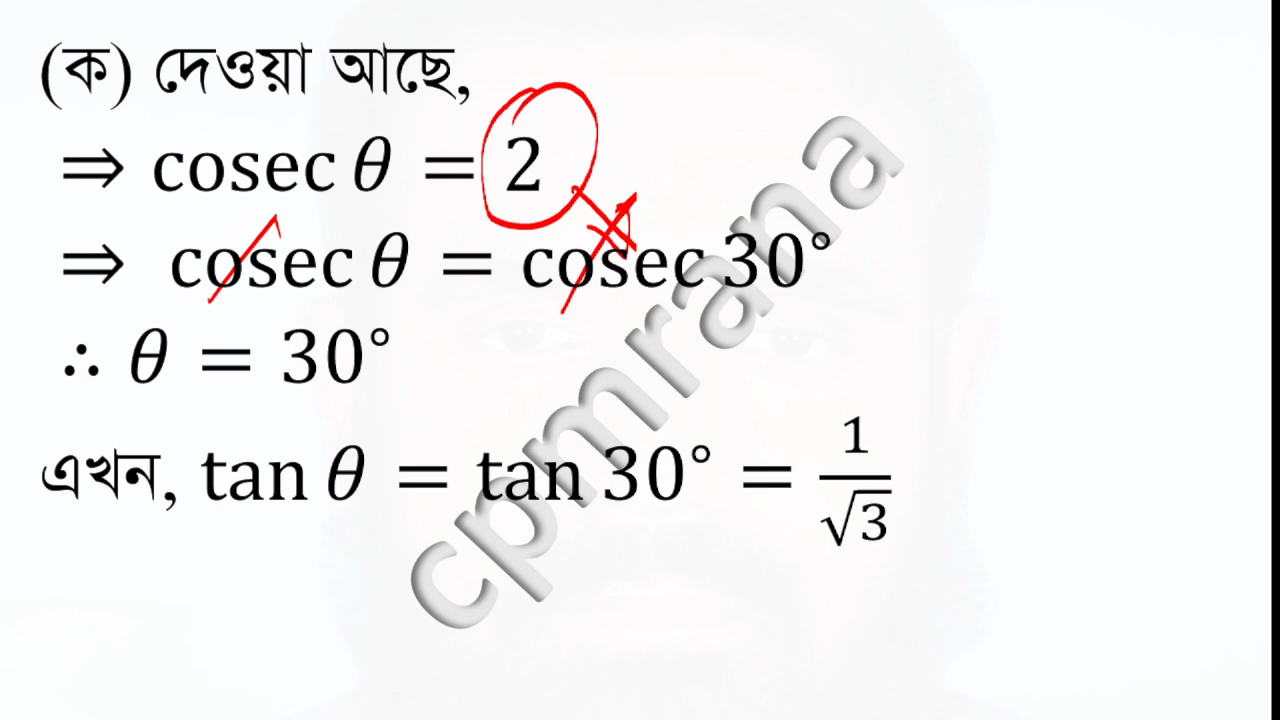 (ক) দেওয়া আছে,
⇒ cosec θ = 2
⇒ cosec θ = cosec 30°
∴ θ = 30°
এখন, tan θ = tan 30° = 1/√3
cpmrana